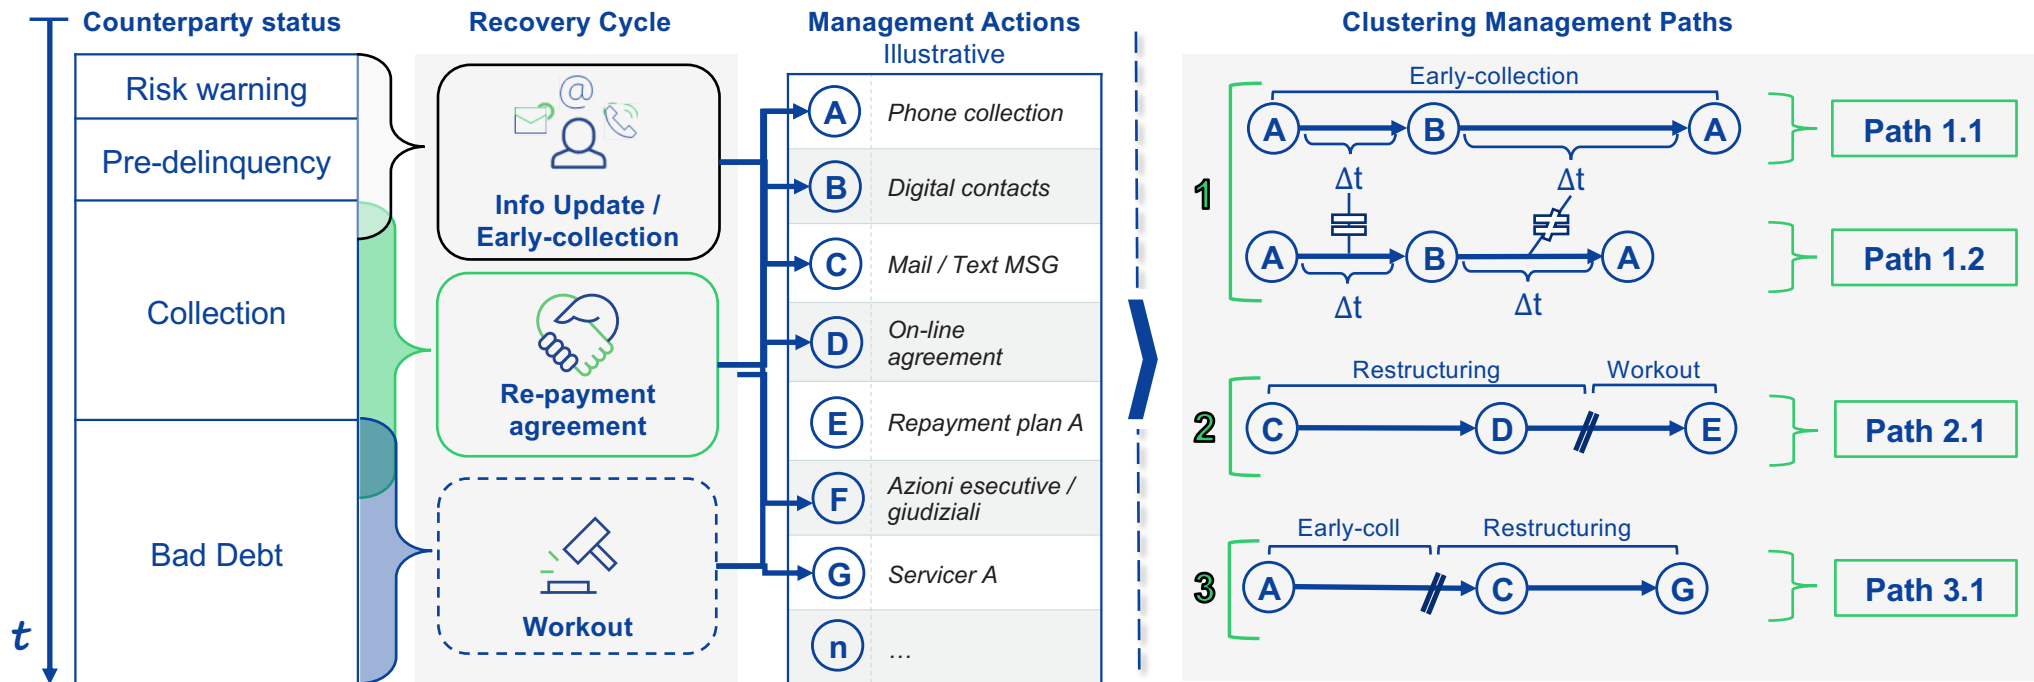 Counterparty status
Recovery Cycle
Management Actions
Illustrative
Clustering Management Paths
t
Risk warning
Pre-delinquency
Collection
Bad Debt
@
Info Update /
Early-collection
Re-payment
agreement
Workout
A
Phone collection
B
Digital contacts
C
Mail / Text MSG
D
On-line
agreement
E
Repayment plan A
F
Azioni esecutive /
giudiziali
G
Servicer A
n
...
1
Early-collection
A B A
Δt Δt
Path 1.1
A B A
Δt Δt
Path 1.2
2
Restructuring Workout
C D E
Path 2.1
3
Early-coll Restructuring
A C G
Path 3.1